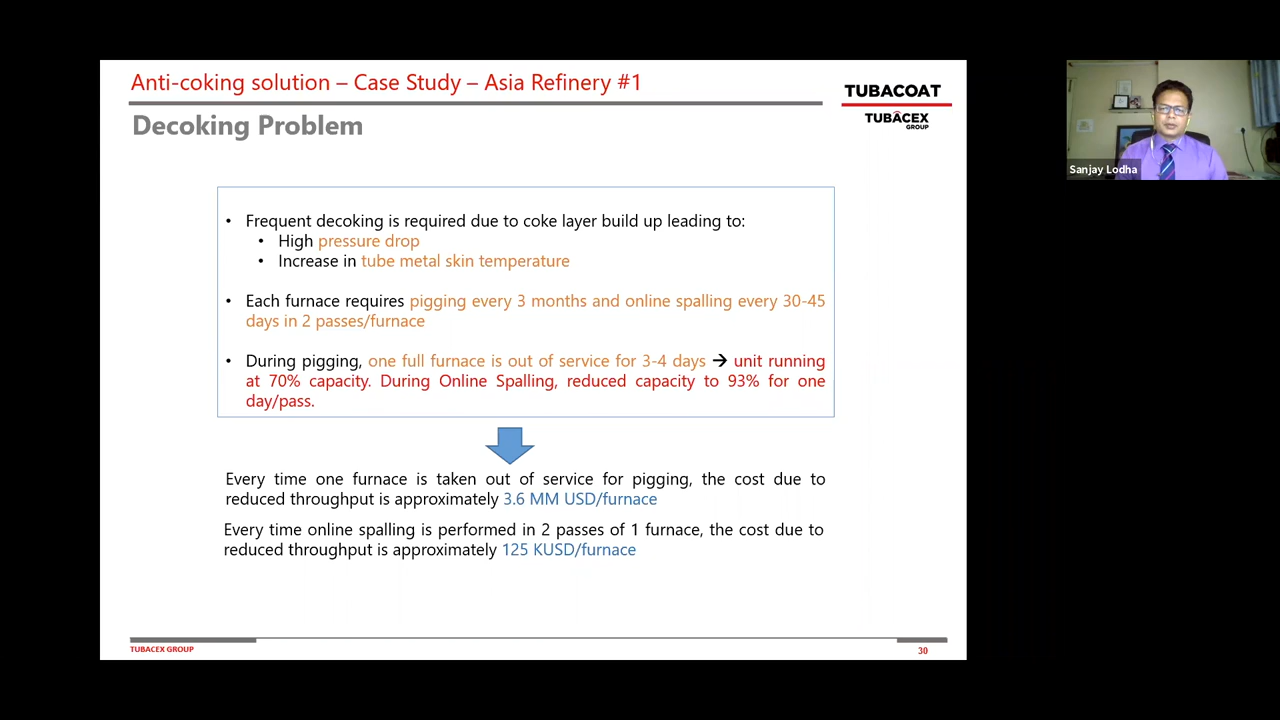 Anti-coking solution – Case Study – Asia Refinery #1
TUBACOAT
TUBACEX
GROUP
Decoking Problem
Sanjay Lodha
• Frequent decoking is required due to coke layer build up leading to:
• High pressure drop
• Increase in tube metal skin temperature
• Each furnace requires pigging every 3 months and online spalling every 30-45
days in 2 passes/furnace
• During pigging, one full furnace is out of service for 3-4 days → unit running
at 70% capacity. During Online Spalling, reduced capacity to 93% for one
day/pass.
Every time one furnace is taken out of service for pigging, the cost due to
reduced throughput is approximately 3.6 MM USD/furnace
Every time online spalling is performed in 2 passes of 1 furnace, the cost due to
reduced throughput is approximately 125 KUSD/furnace
TUBACEX GROUP
30